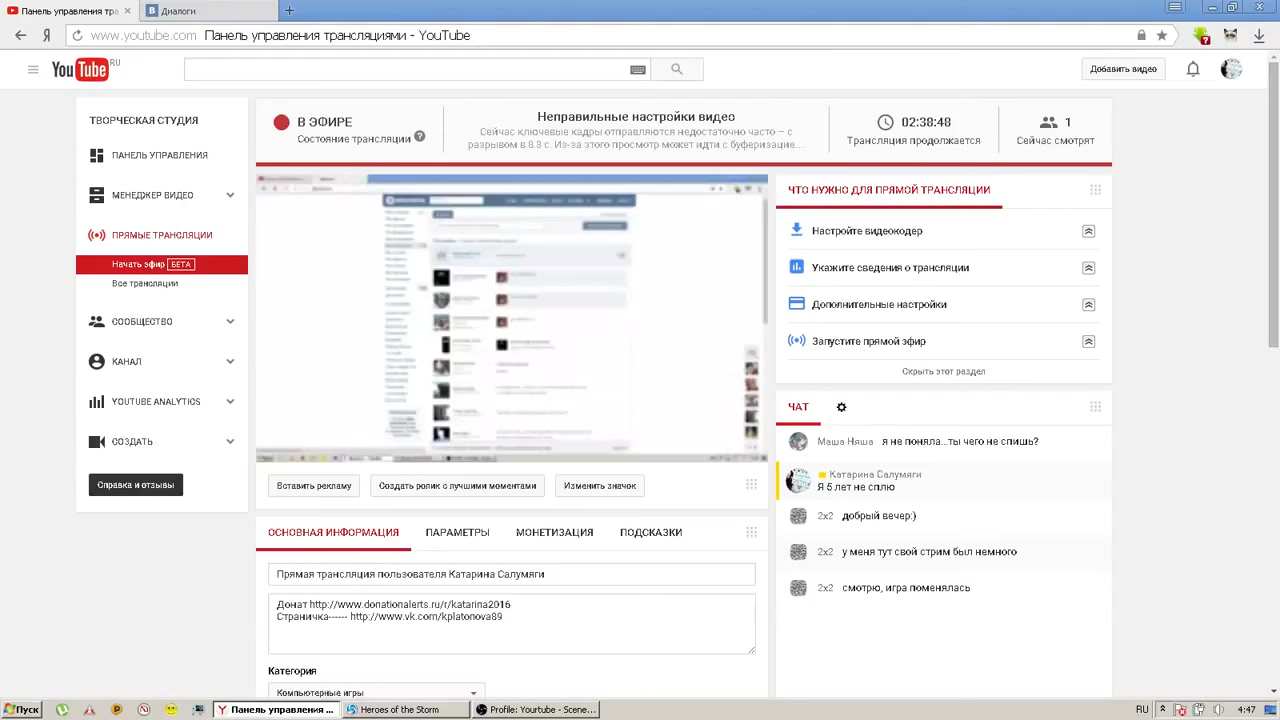 Панель управления тра
Диалоги
www.youtube.com Панель управления трансляциями - YouTube
YouTube RU
Добавить видео
ТВОРЧЕСКАЯ СТУДИЯ
ПАНЕЛЬ УПРАВЛЕНИЯ
МЕНЕДЖЕР ВИДЕО
ТРАНСЛЯЦИИ
Начать эфир BETA
Все трансляции
СООБЩЕСТВО
КАНАЛ
YOUTUBE ANALYTICS
Справка и отзывы
В ЭФИРЕ
Состояние трансляции ?
Неправильные настройки видео
Сейчас ключевые кадры отправляются недостаточно часто – с
разрывом в 8.3 с. Из-за этого просмотр может идти с буферизацие...
02:38:48
Трансляция продолжается
1
Сейчас смотрят
Вставить рекламу
Создать ролик с лучшими моментами
Изменить значок
ОСНОВНАЯ ИНФОРМАЦИЯ
ПАРАМЕТРЫ
МОНЕТИЗАЦИЯ
ПОДСКАЗКИ
Прямая трансляция пользователя Катарина Салумяги
Донат http://www.donationalerts.ru/r/katarina2016
Страничка------ http://www.vk.com/kplatonova89
Категория
Компьютерные игры
ЧТО НУЖНО ДЛЯ ПРЯМОЙ ТРАНСЛЯЦИИ
Настройте видеокодер
Укажите сведения о трансляции
Дополнительные настройки
Запустите прямой эфир
Скрыть этот раздел
ЧАТ
Маша Няша я не поняла...ты чего не спишь?
Катарина Салумяги
Я 5 лет не сплю
2x2 добрый вечер:)
2x2 у меня тут свой стрим был немного
2x2 смотрю, игра поменялась
Пуск
Панель управления ...
Heroes of the Storm
Profile: Youtube - Scene...
RU
4:47